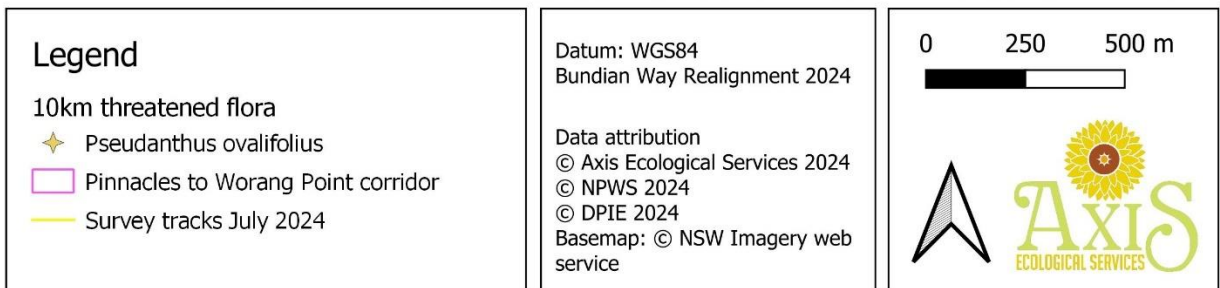 Legend
10km threatened flora
Pseudanthus ovalifolius
Pinnacles to Worang Point corridor
Survey tracks July 2024
Datum: WGS84
Bundian Way Realignment 2024
Data attribution
© Axis Ecological Services 2024
© NPWS 2024
© DPIE 2024
Basemap: © NSW Imagery web
service
0 250 500 m
AXIS
ECOLOGICAL SERVICES